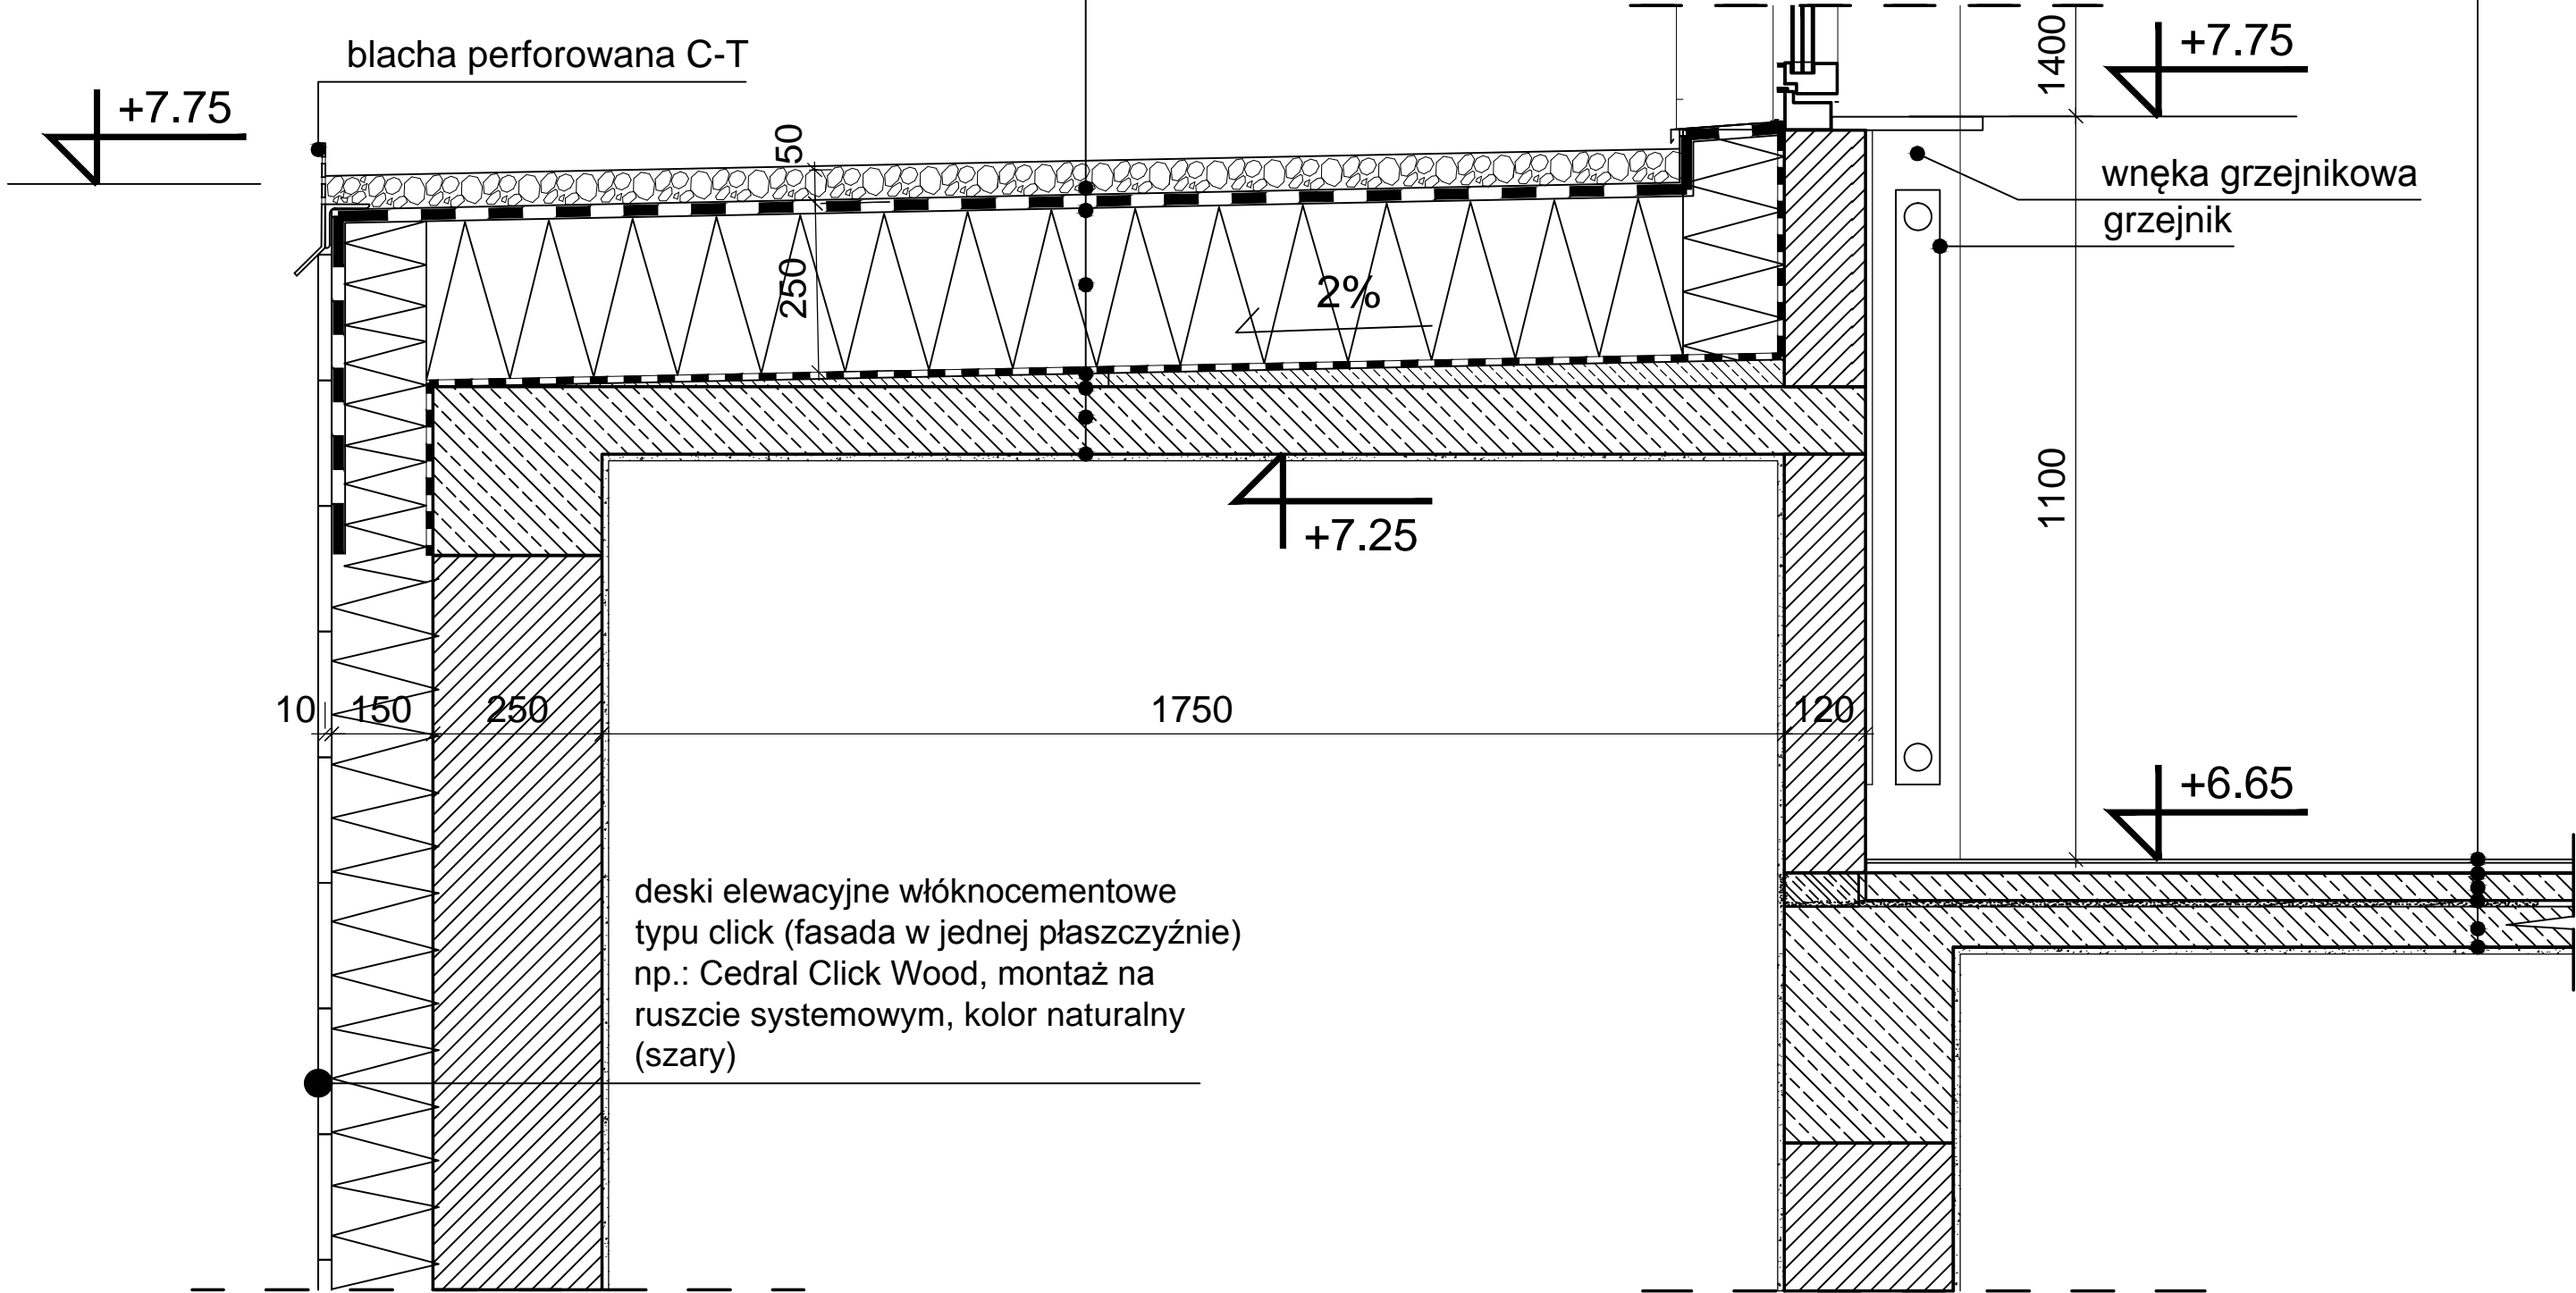 blacha perforowana C-T
+7.75
50
250
2%
+7.25
1400
+7.75
wnęka grzejnikowa
grzejnik
1100
10
150
250
1750
120
+6.65
deski elewacyjne włóknocementowe
typu click (fasada w jednej płaszczyźnie)
np.: Cedral Click Wood, montaż na
ruszcie systemowym, kolor naturalny
(szary)